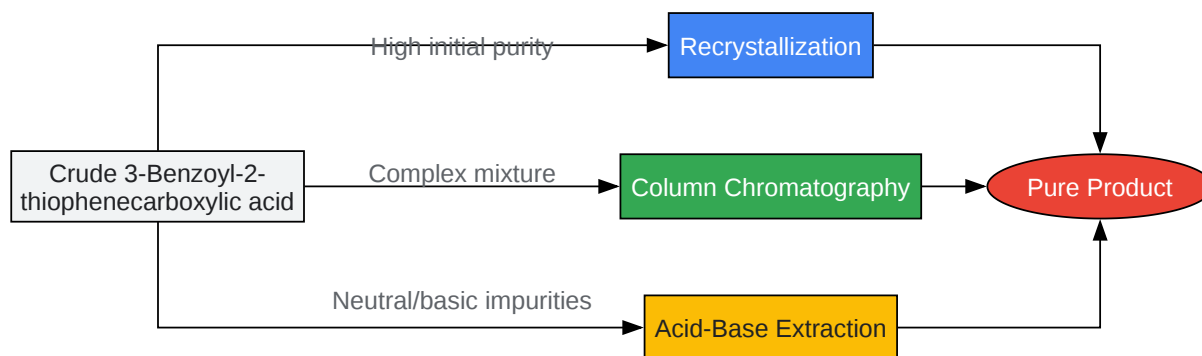 High initial purity
Recrystallization
Crude 3-Benzoyl-2-
thiophenecarboxylic acid
Complex mixture
Column Chromatography
Pure Product
Neutral/basic impurities
Acid-Base Extraction